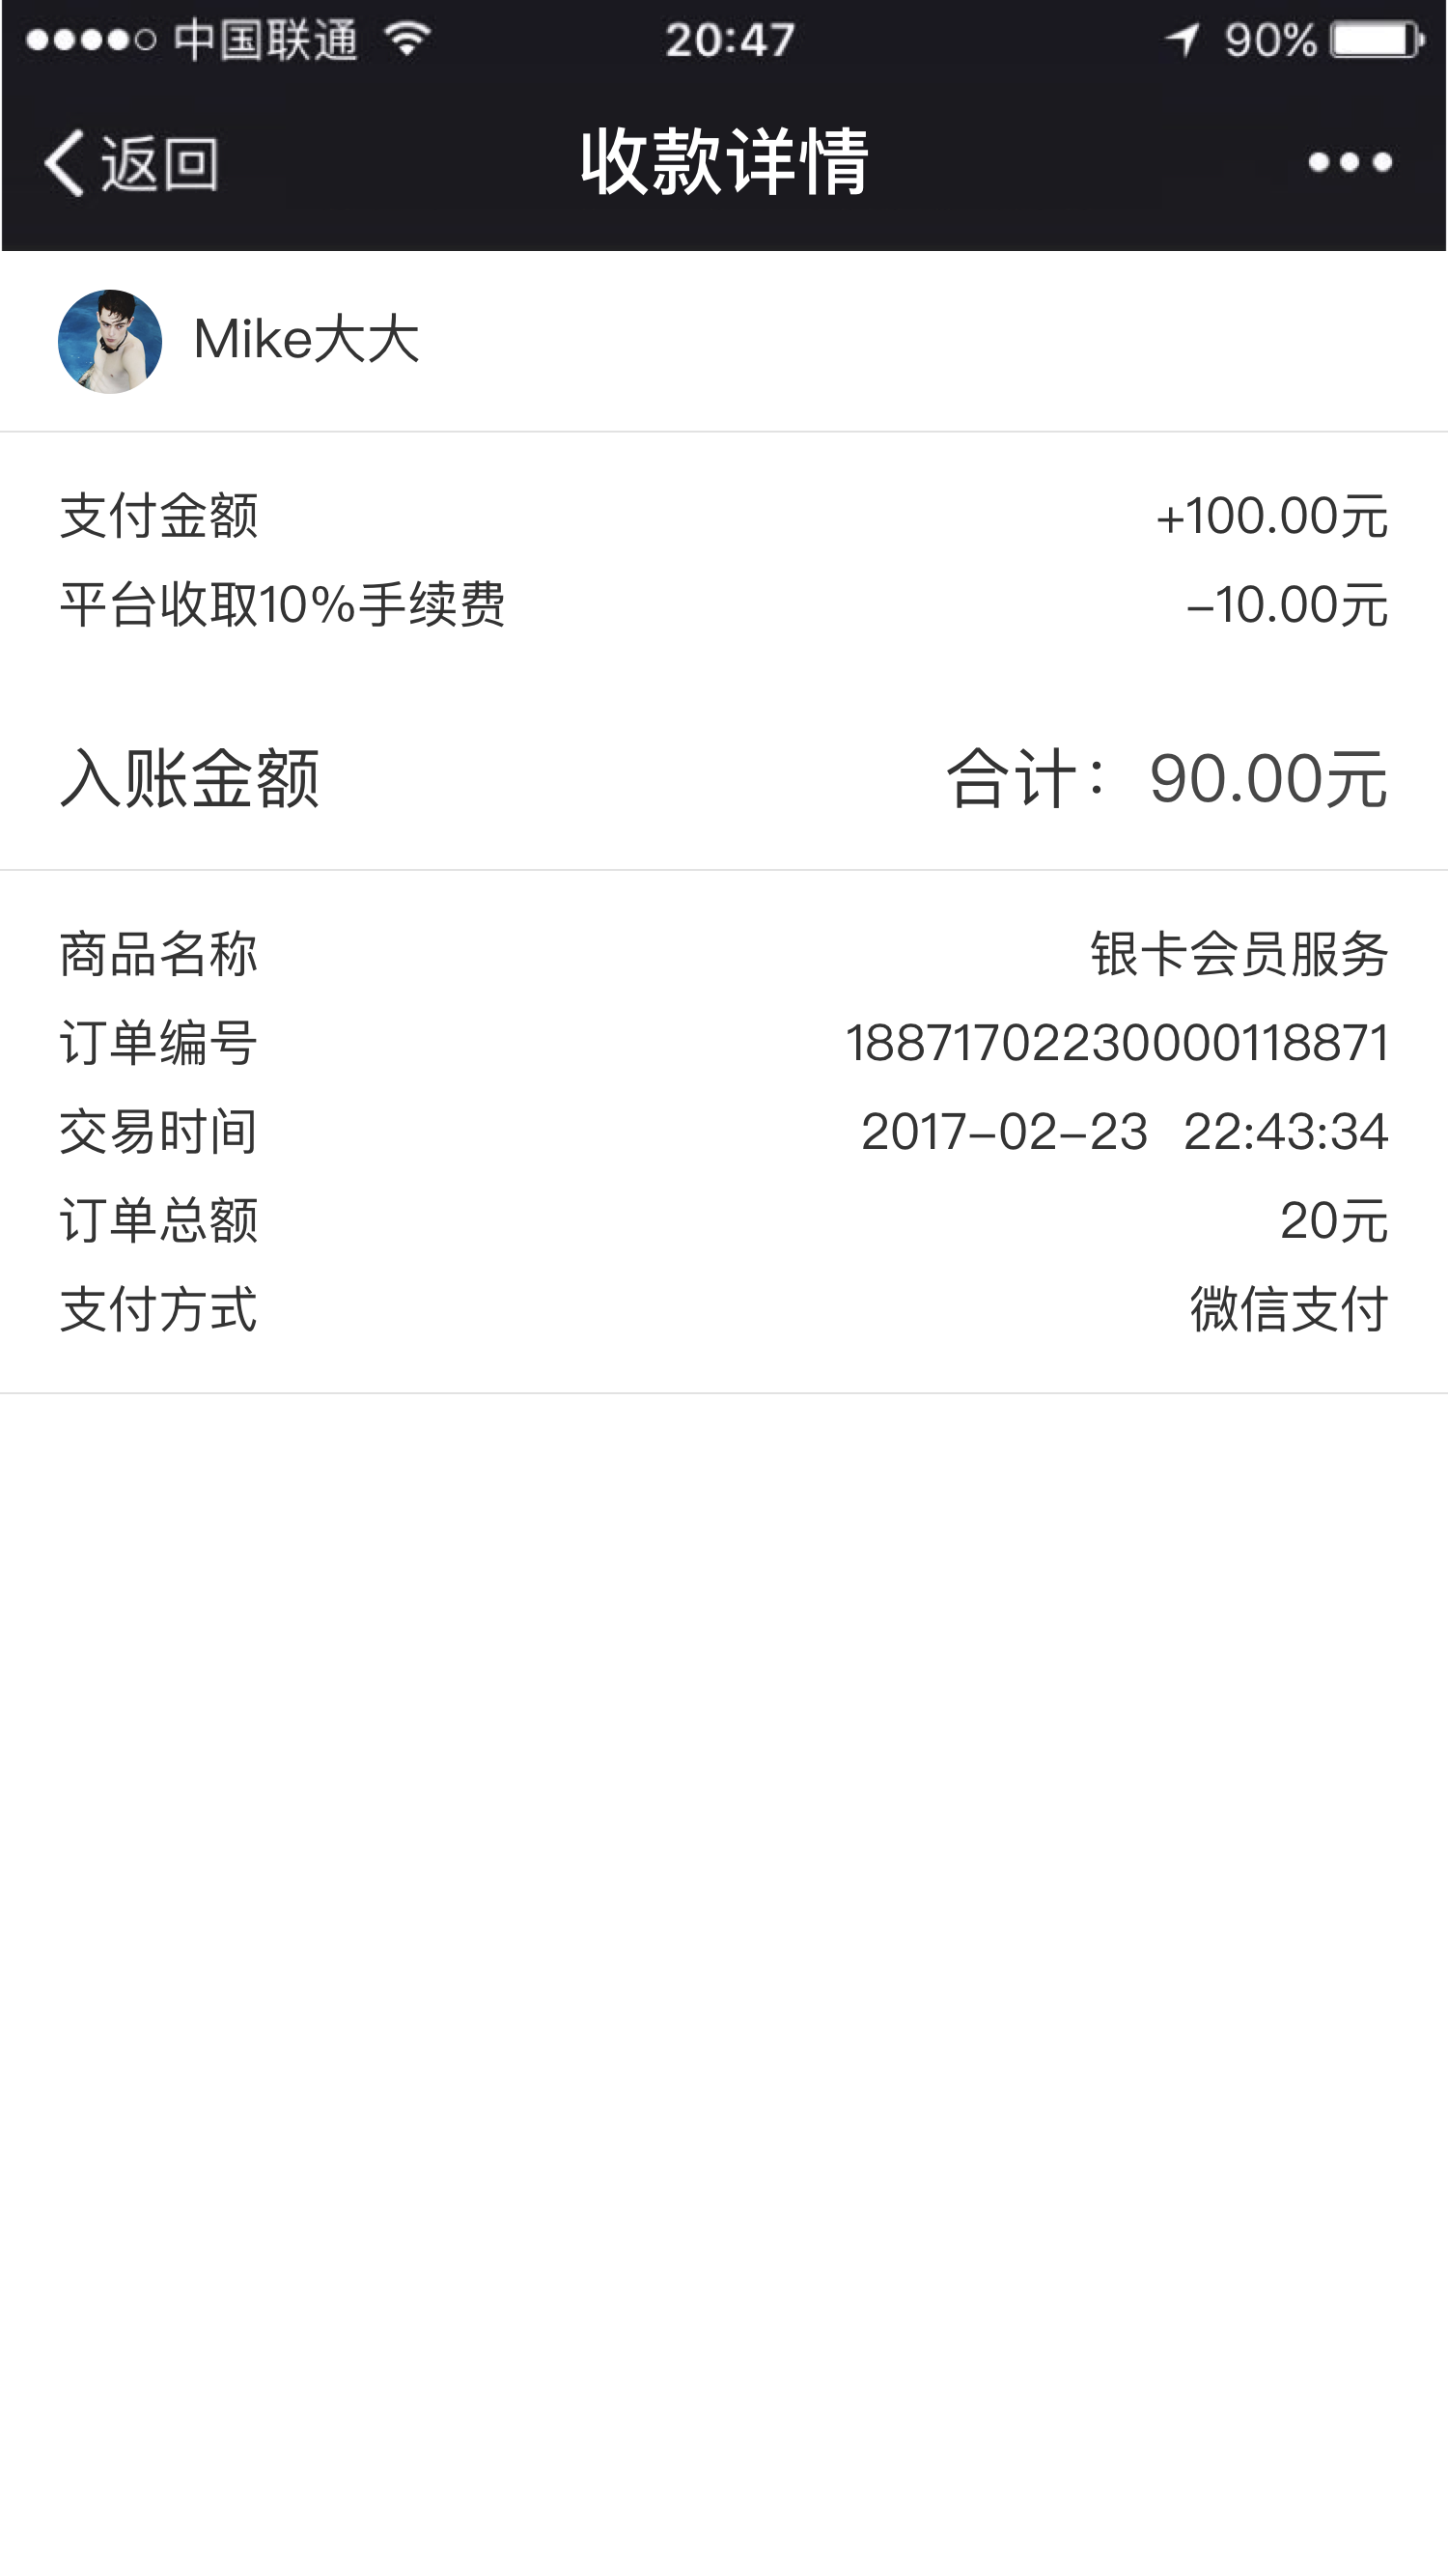 中国联通 20:47 90%
返回 收款详情
Mike大大
支付金额 +100.00元
平台收取10%手续费 -10.00元
入账金额 合计：90.00元
商品名称 银卡会员服务
订单编号 188717022230000118871
交易时间 2017-02-23 22:43:34
订单总额 20元
支付方式 微信支付